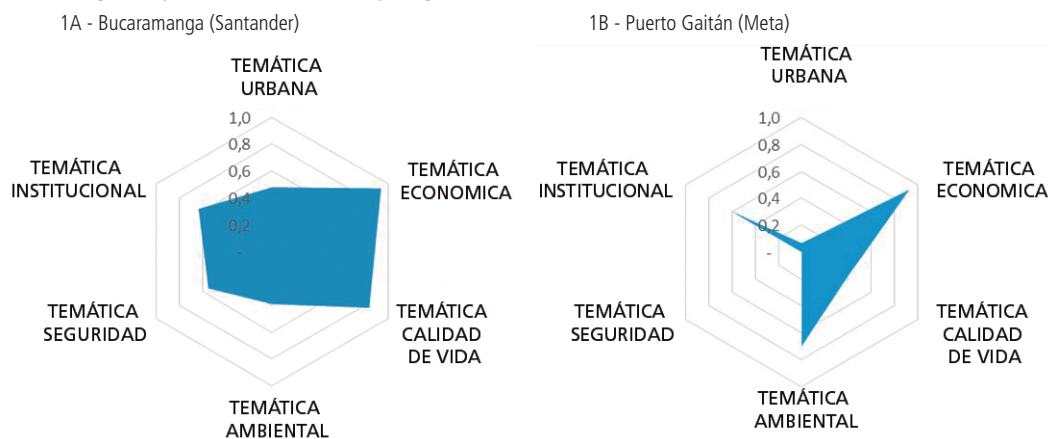 1A - Bucaramanga (Santander)
TEMÁTICA
URBANA
1,0
0,8
0,6
0,4
0,2
-
TEMÁTICA
ECONOMICA
TEMÁTICA
CALIDAD
DE VIDA
TEMÁTICA
AMBIENTAL
TEMÁTICA
SEGURIDAD
TEMÁTICA
INSTITUCIONAL
1B - Puerto Gaitán (Meta)
TEMÁTICA
URBANA
1,0
0,8
0,6
0,4
0,2
-
TEMÁTICA
ECONOMICA
TEMÁTICA
CALIDAD
DE VIDA
TEMÁTICA
AMBIENTAL
TEMÁTICA
SEGURIDAD
TEMÁTICA
INSTITUCIONAL